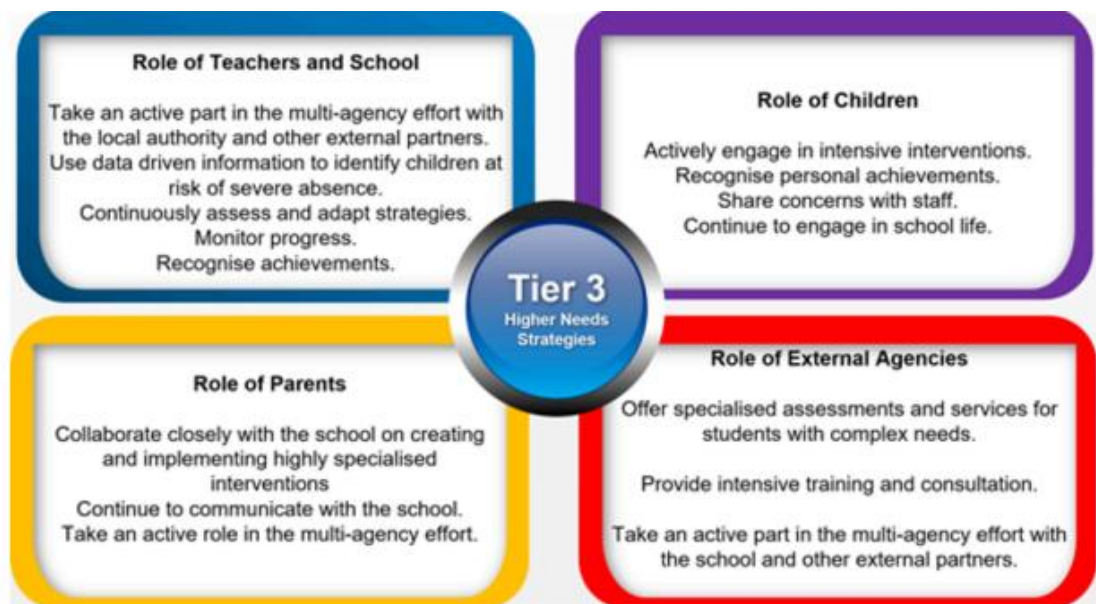 Role of Teachers and School
Take an active part in the multi-agency effort with
the local authority and other external partners.
Use data driven information to identify children at
risk of severe absence.
Continuously assess and adapt strategies.
Monitor progress.
Recognise achievements.
Role of Children
Actively engage in intensive interventions.
Recognise personal achievements.
Share concerns with staff.
Continue to engage in school life.
Tier 3
Higher Needs
Strategies
Role of Parents
Collaborate closely with the school on creating
and implementing highly specialised
interventions
Continue to communicate with the school.
Take an active role in the multi-agency effort.
Role of External Agencies
Offer specialised assessments and services for
students with complex needs.
Provide intensive training and consultation.
Take an active part in the multi-agency effort with
the school and other external partners.